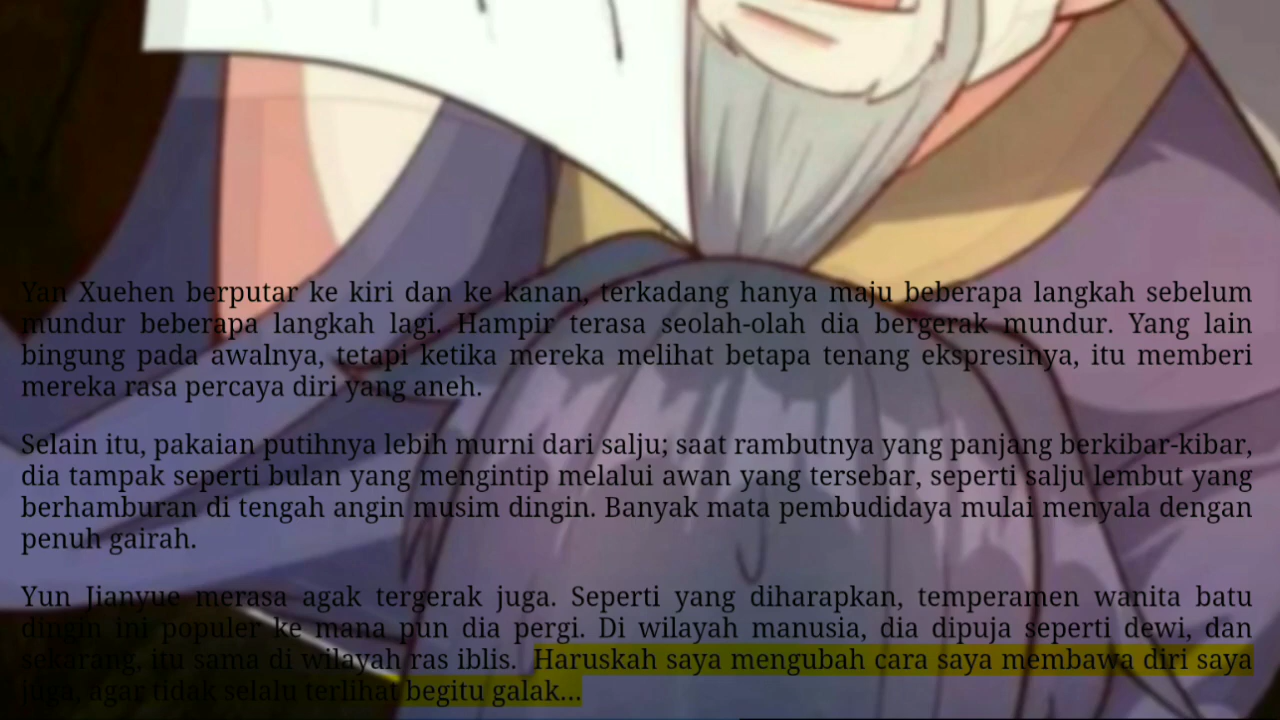 Yan Xuehen berputar ke kiri dan ke kanan, terkadang hanya maju beberapa langkah sebelum
mundur beberapa langkah lagi. Hampir terasa seolah-olah dia bergerak mundur. Yang lain
bingung pada awalnya, tetapi ketika mereka melihat betapa tenang ekspresinya, itu memberi
mereka rasa percaya diri yang aneh.
Selain itu, pakaian putihnya lebih murni dari salju; saat rambutnya yang panjang berkibar-kibar,
dia tampak seperti bulan yang mengintip melalui awan yang tersebar, seperti salju lembut yang
berhamburan di tengah angin musim dingin. Banyak mata pembudidaya mulai menyala dengan
penuh gairah.
Yun Jianyue merasa agak tergerak juga. Seperti yang diharapkan, temperamen wanita batu
dingin ini populer ke mana pun dia pergi. Di wilayah manusia, dia dipuja seperti dewi, dan
sekarang, itu sama di wilayah ras iblis. Haruskah saya mengubah cara saya membawa diri saya
juga, agar tidak selalu terlihat begitu galak...